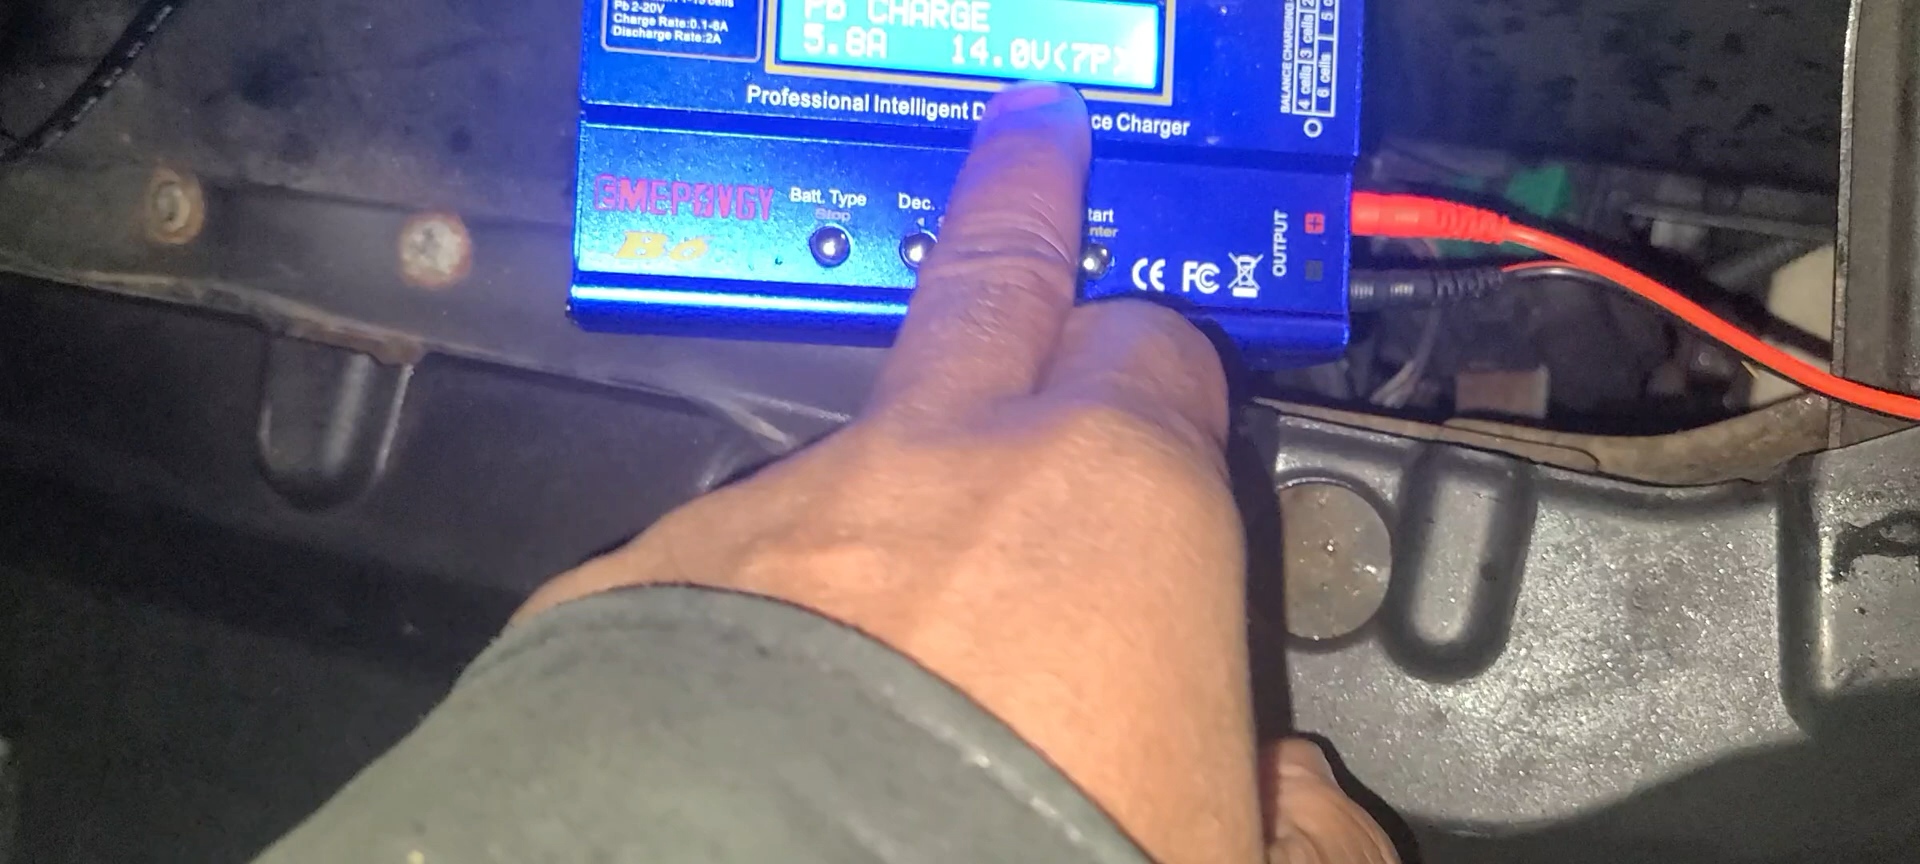 cells
Pb 2-20V
Charge Rate:0.1-6A
Discharge Rate:2A
Pb CHARGE
5.8A 14.0V(7P)
Professional Intelligent D ce Charger
BALANCE CHARGING
4 cells 3 cells 2
6 cells 5 c
Batt. Type
Stop
Dec.
tart
nter
B6
CE FC
OUTPUT
+